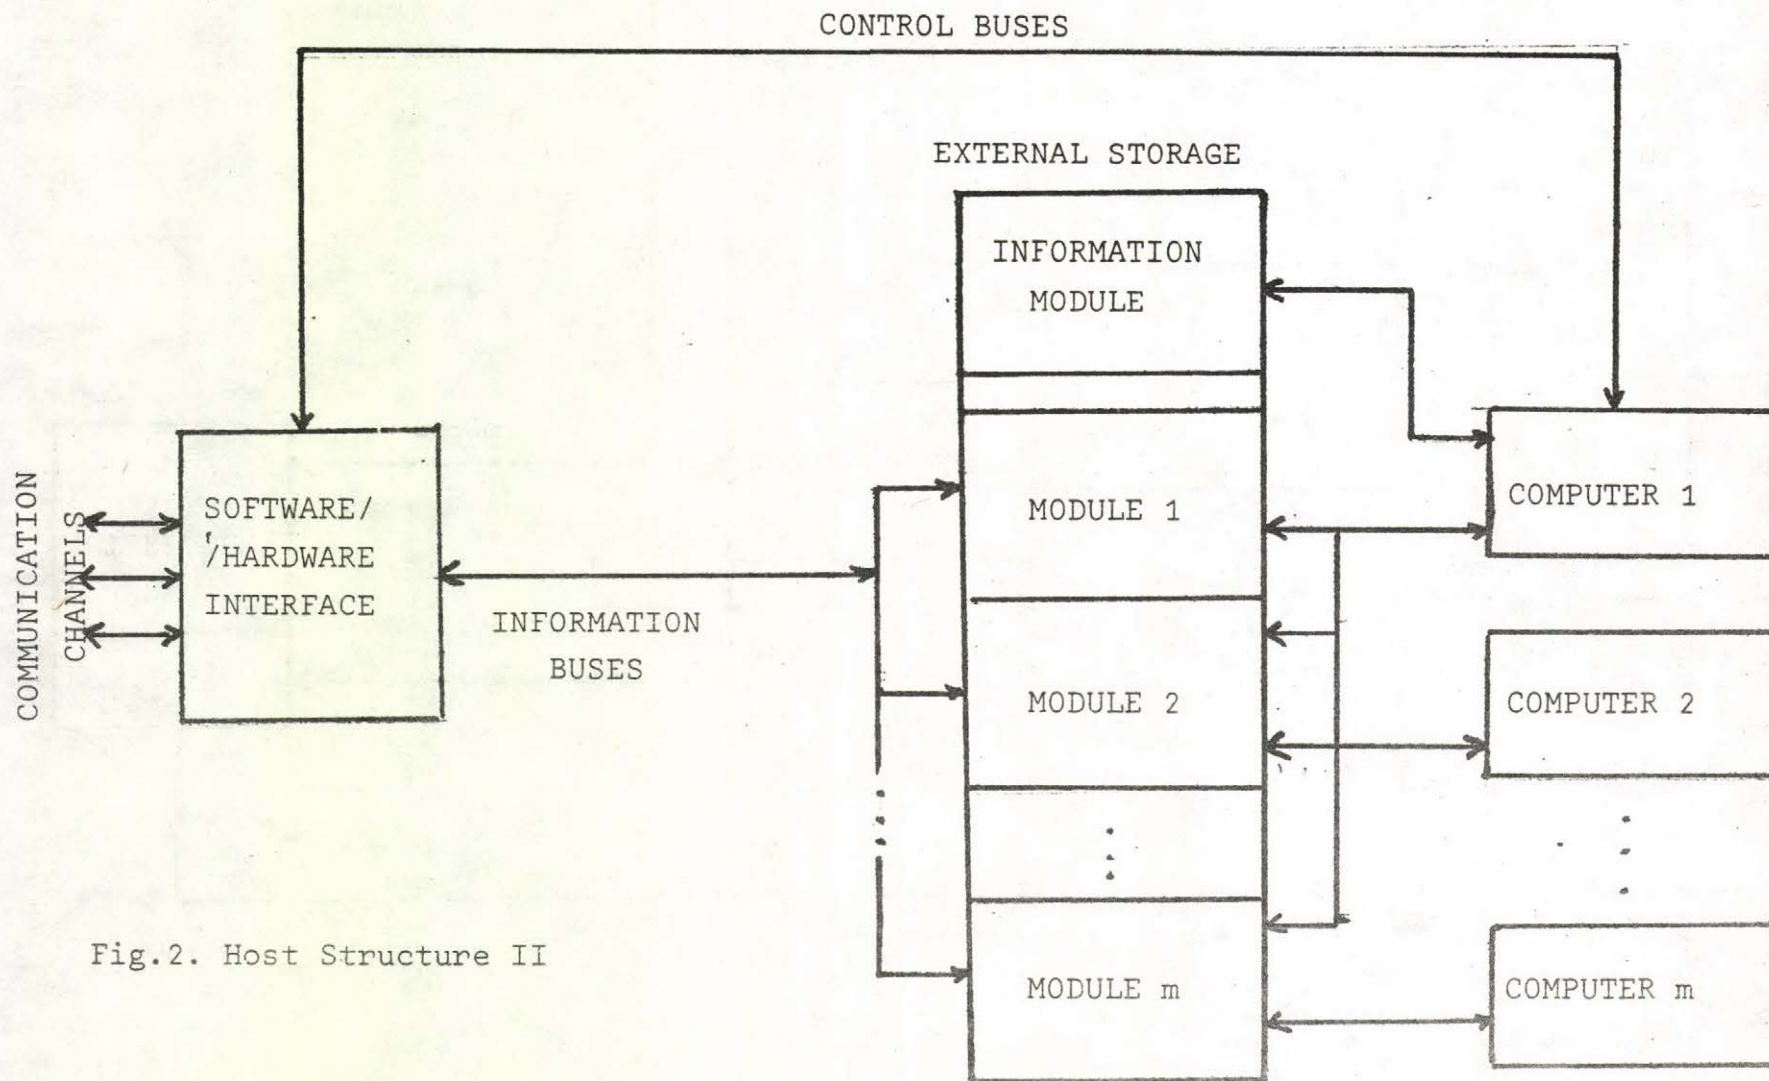 CONTROL BUSES
EXTERNAL STORAGE
INFORMATION
MODULE
COMMUNICATION
CHANNELS
SOFTWARE/
/HARDWARE
INTERFACE
INFORMATION
BUSES
MODULE 1
MODULE 2
MODULE m
COMPUTER 1
COMPUTER 2
COMPUTER m
Fig.2. Host Structure II